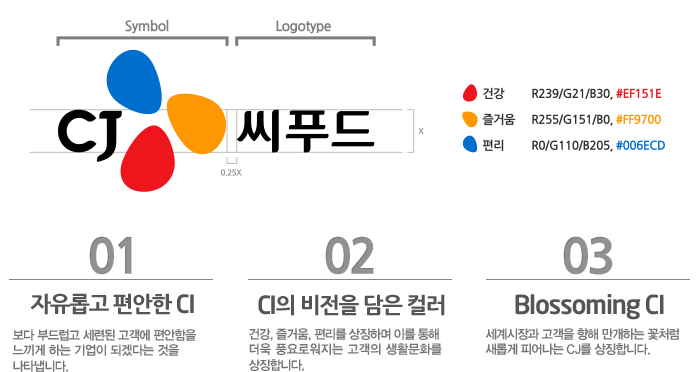 Symbol
Logotype
CJ 씨푸드
x
0.25X
건강 R239/G21/B30, #EF151E
즐거움 R255/G151/B0, #FF9700
편리 R0/G110/B205, #006ECD
01
자유롭고 편안한 CI
보다 부드럽고 세련된 고객에 편안함을
느끼게 하는 기업이 되겠다는 것을
나타냅니다.
02
CI의 비전을 담은 컬러
건강, 즐거움, 편리를 상징하며 이를 통해
더욱 풍요로워지는 고객의 생활문화를
상징합니다.
03
Blossoming CI
세계시장과 고객을 향해 만개하는 꽃처럼
새롭게 피어나는 CJ를 상징합니다.